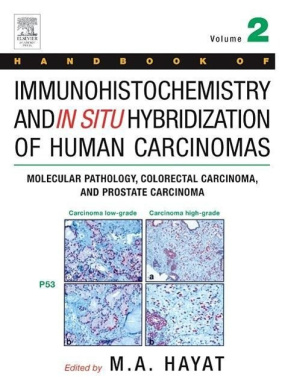 ELSEVIER
Volume 2
HANDBOOK OF
IMMUNOHISTOCHEMISTRY
AND IN SITU HYBRIDIZATION
OF HUMAN CARCINOMAS
MOLECULAR PATHOLOGY, COLORECTAL CARCINOMA,
AND PROSTATE CARCINOMA
Carcinoma low-grade Carcinoma high-grade
a
P53
b b
Edited by M.A. HAYAT